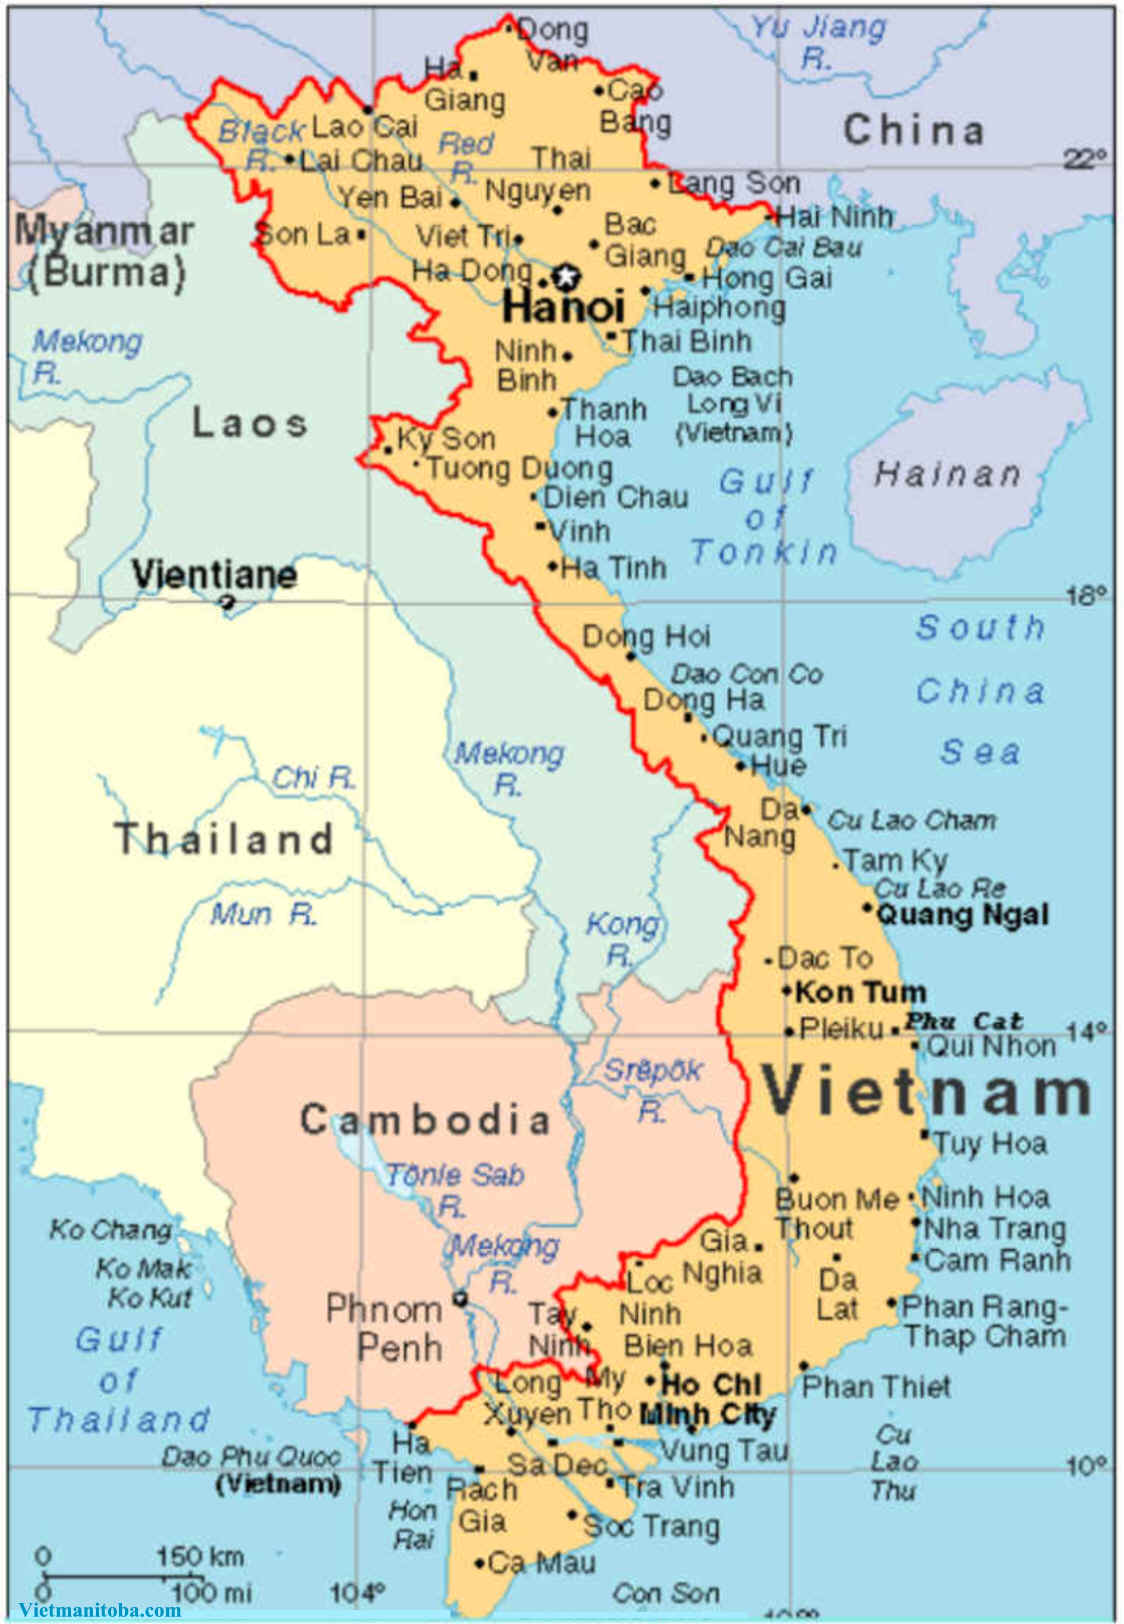 Yu Jiang
R.
Dong
Van
Ha
Giang
Cao
Bang
China
Black
R.
Lao Cai
Red
R.
Thai
Nguyen
22°
Lai Chau
Lang Son
Yen Bai
Hai Ninh
Myanmar
(Burma)
Son La
Viet Tri
Bac
Giang
Dao Cai Bau
Ha Dong
Hong Gai
Hanoi
Haiphong
Mekong
R.
Thai Binh
Ninh
Binh
Dao Bach
Long Vi
(Vietnam)
Laos
Thanh
Hoa
Ky Son
Tuong Duong
Hainan
Gulf
of
Tonkin
Dien Chau
Vinh
Ha Tinh
Vientiane
18°
South
China
Sea
Dong Hoi
Dao Con Co
Dong Ha
Quang Tri
Hue
Mekong
R.
Chi R.
Thailand
Da
Nang
Cu Lao Cham
Tam Ky
Cu Lao Re
Quang Ngal
Mun R.
Kong
R.
Dac To
Kon Tum
Pleiku
Phu Cat
14°
Qui Nhon
Srêpôk
R.
Vietnam
Cambodia
Tuy Hoa
Tônle Sab
R.
Buon Me
Thout
Ninh Hoa
Nha Trang
Ko Chang
Mekong
R.
Gia
Nghia
Cam Ranh
Ko Mak
Ko Kut
Loc
Ninh
Da
Lat
Phnom
Penh
Tay
Ninh
Phan Rang-
Thap Cham
Gulf
of
Thailand
Bien Hoa
Long
Xuyen
My
Tho
Ho Chi
Minh City
Phan Thiet
Ha
Tien
Vung Tau
Cu
Lao
Thu
Dao Phu Quoc
(Vietnam)
Sa Dec
10°
Rach
Gia
Tra Vinh
Hon
Rai
Soc Trang
0 150 km
100 mi
104°
Ca Mau
Con Son
Vietmanitoba.com